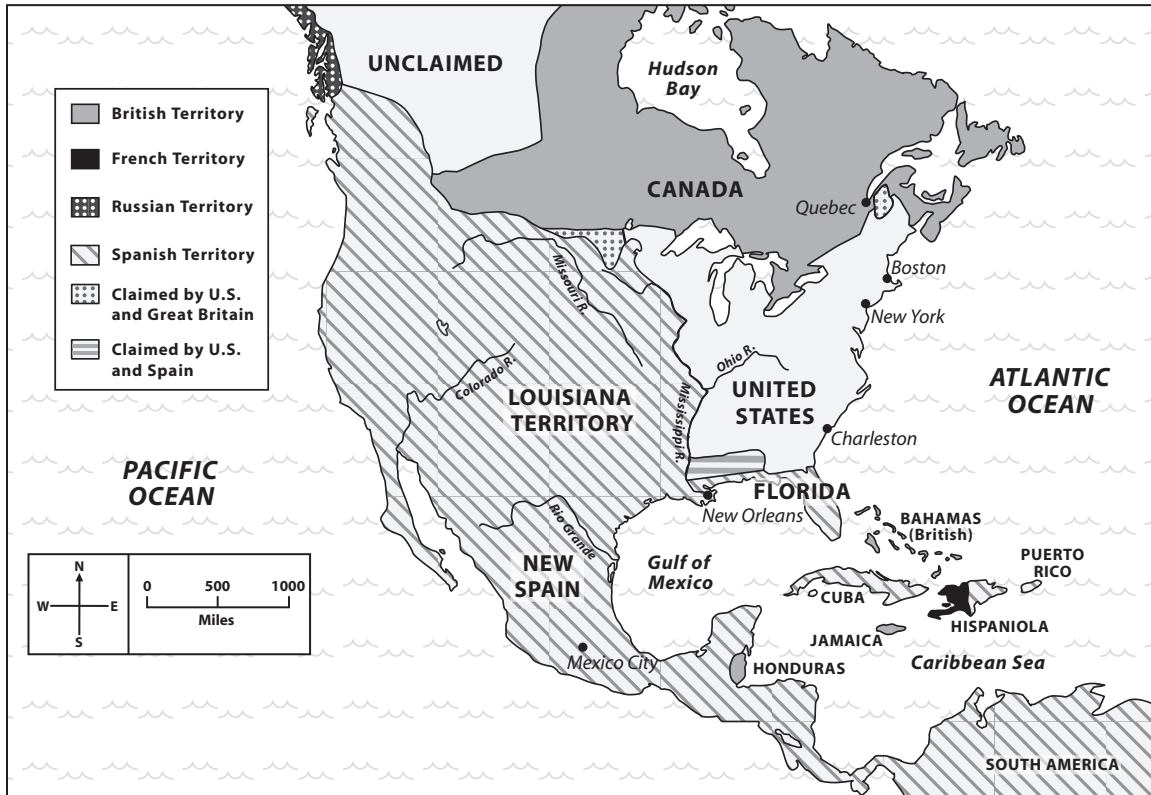 UNCLAIMED
Hudson
Bay
British Territory
French Territory
Russian Territory
Spanish Territory
Claimed by U.S.
and Great Britain
Claimed by U.S.
and Spain
CANADA
Quebec
Boston
New York
Missouri R.
Ohio R.
Colorado R.
LOUISIANA
TERRITORY
Mississippi R.
UNITED
STATES
ATLANTIC
OCEAN
Charleston
PACIFIC
OCEAN
FLORIDA
New Orleans
Rio Grande
NEW
SPAIN
Gulf of
Mexico
BAHAMAS
(British)
PUERTO
RICO
CUBA
HISPANIOLA
JAMAICA
Mexico City
HONDURAS
Caribbean Sea
SOUTH AMERICA
N
W
E
S
0
500
1000
Miles